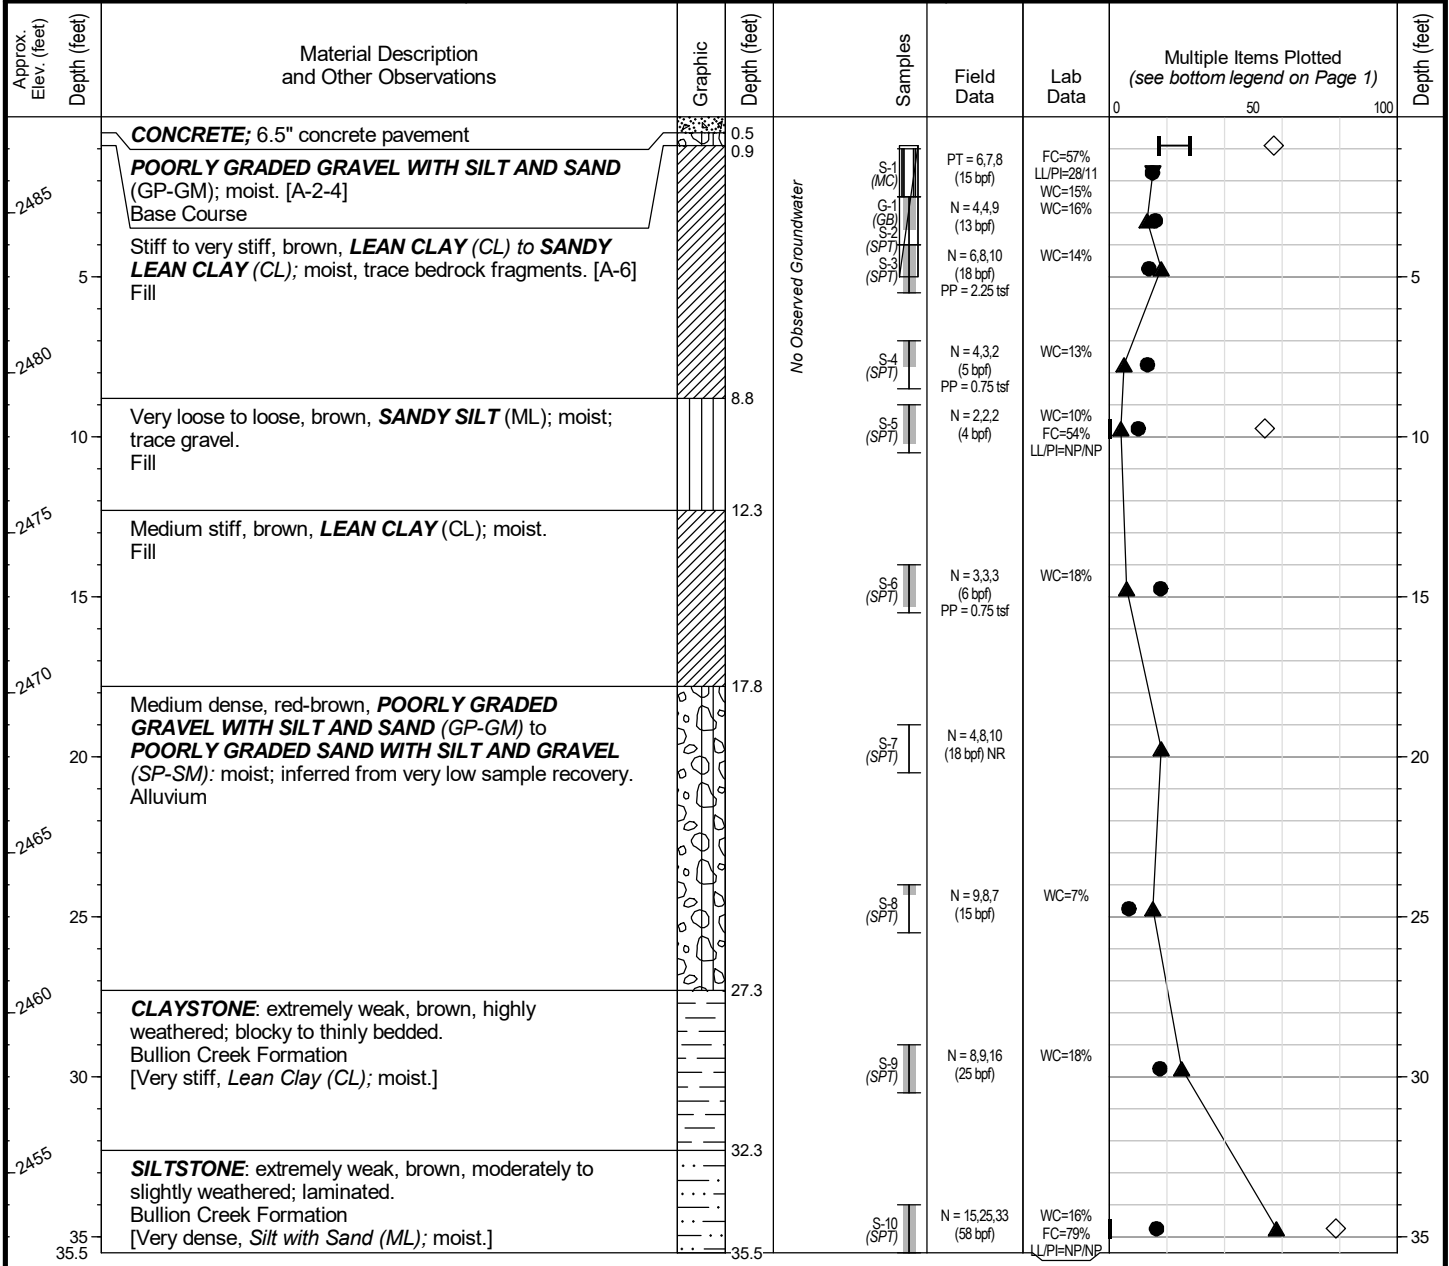 Approx.
Elev. (feet)
Depth (feet)
Material Description
and Other Observations
Graphic
Depth (feet)
Samples
Field
Data
Lab
Data
Multiple Items Plotted
(see bottom legend on Page 1)
0 50 100
Depth (feet)
CONCRETE; 6.5" concrete pavement
0.5
0.9
POORLY GRADED GRAVEL WITH SILT AND SAND
(GP-GM); moist. [A-2-4]
Base Course
Stiff to very stiff, brown, LEAN CLAY (CL) to SANDY
LEAN CLAY (CL); moist, trace bedrock fragments. [A-6]
Fill
8.8
Very loose to loose, brown, SANDY SILT (ML); moist;
trace gravel.
Fill
12.3
Medium stiff, brown, LEAN CLAY (CL); moist.
Fill
17.8
Medium dense, red-brown, POORLY GRADED
GRAVEL WITH SILT AND SAND (GP-GM) to
POORLY GRADED SAND WITH SILT AND GRAVEL
(SP-SM): moist; inferred from very low sample recovery.
Alluvium
27.3
CLAYSTONE: extremely weak, brown, highly
weathered; blocky to thinly bedded.
Bullion Creek Formation
[Very stiff, Lean Clay (CL); moist.]
32.3
SILTSTONE: extremely weak, brown, moderately to
slightly weathered; laminated.
Bullion Creek Formation
[Very dense, Silt with Sand (ML); moist.]
35.5
35.5
2485
2480
2475
2470
2465
2460
2455
5
10
15
20
25
30
35
No Observed Groundwater
S-1
(MC)
PT = 6,7,8
(15 bpf)
FC=57%
LL/PI=28/11
WC=15%
G-1
(GB)
S-2
(SPT)
N = 4,4,9
(13 bpf)
WC=16%
S-3
(SPT)
N = 6,8,10
(18 bpf)
PP = 2.25 tsf
WC=14%
S-4
(SPT)
N = 4,3,2
(5 bpf)
PP = 0.75 tsf
WC=13%
S-5
(SPT)
N = 2,2,2
(4 bpf)
WC=10%
FC=54%
LL/PI=NP/NP
S-6
(SPT)
N = 3,3,3
(6 bpf)
PP = 0.75 tsf
WC=18%
S-7
(SPT)
N = 4,8,10
(18 bpf) NR
S-8
(SPT)
N = 9,8,7
(15 bpf)
WC=7%
S-9
(SPT)
N = 8,9,16
(25 bpf)
WC=18%
S-10
(SPT)
N = 15,25,33
(58 bpf)
WC=16%
FC=79%
LL/PI=NP/NP
5
10
15
20
25
30
35